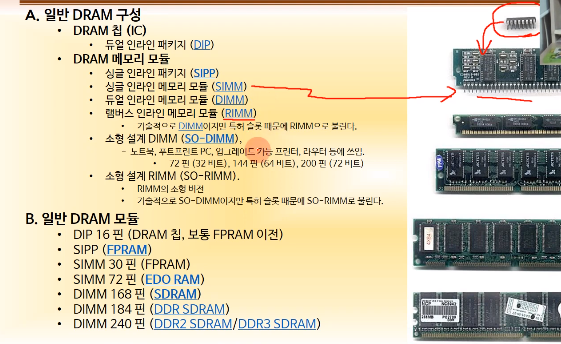 A. 일반 DRAM 구성
• DRAM 칩 (IC)
• 듀얼 인라인 패키지 (DIP)
• DRAM 메모리 모듈
• 싱글 인라인 패키지 (SIPP)
• 싱글 인라인 메모리 모듈 (SIMM)
• 듀얼 인라인 메모리 모듈 (DIMM)
• 램버스 인라인 메모리 모듈 (RIMM)
• 기술적으로 DIMM이지만 특허 슬롯 때문에 RIMM으로 불린다.
• 소형 설계 DIMM (SO-DIMM),
– 노트북, 풋프린트 PC, 업그레이드 가능 프린터, 라우터 등에 쓰임.
• 72 핀 (32 비트), 144 핀 (64 비트), 200 핀 (72 비트)
• 소형 설계 RIMM (SO-RIMM).
• RIMM의 소형 버전
• 기술적으로 SO-DIMM이지만 특허 슬롯 때문에 SO-RIMM로 불린다.
B. 일반 DRAM 모듈
• DIP 16 핀 (DRAM 칩, 보통 FPRAM 이전)
• SIPP (FPRAM)
• SIMM 30 핀 (FPRAM)
• SIMM 72 핀 (EDO RAM)
• DIMM 168 핀 (SDRAM)
• DIMM 184 핀 (DDR SDRAM)
• DIMM 240 핀 (DDR2 SDRAM/DDR3 SDRAM)